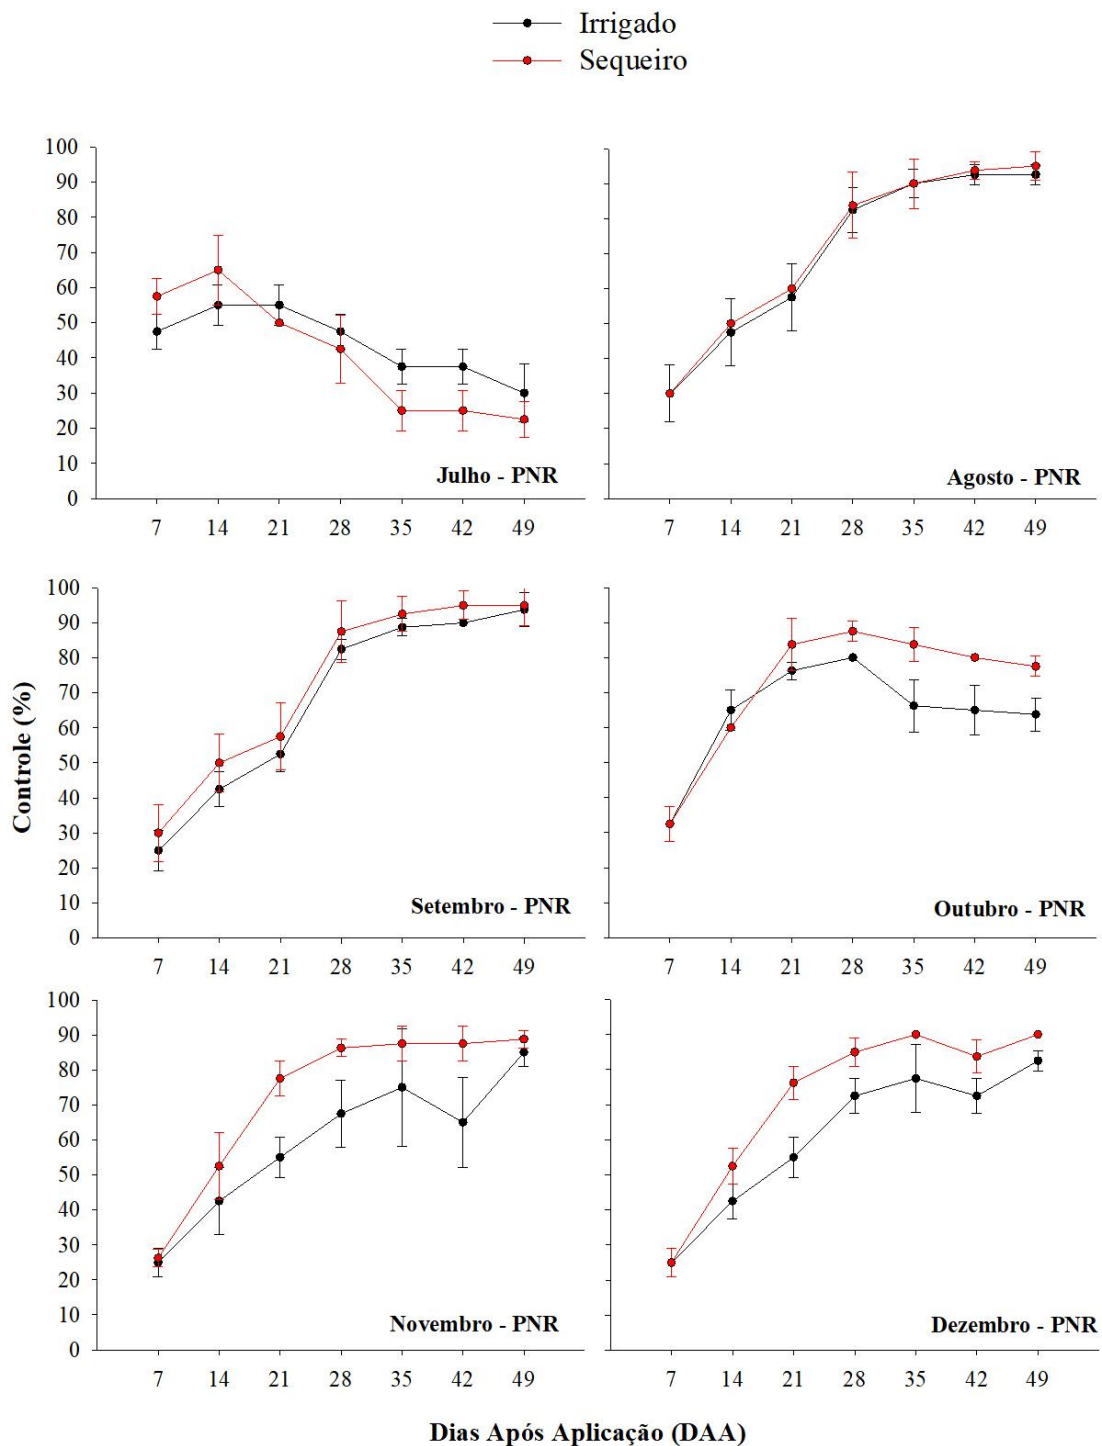 Irrigado
Sequeiro
100
90
80
70
60
50
40
30
20
10
0
Julho - PNR
7 14 21 28 35 42 49
Agosto - PNR
7 14 21 28 35 42 49
Controle (%)
100
90
80
70
60
50
40
30
20
10
0
Setembro - PNR
7 14 21 28 35 42 49
Outubro - PNR
7 14 21 28 35 42 49
100
90
80
70
60
50
40
30
20
10
0
Novembro - PNR
7 14 21 28 35 42 49
Dezembro - PNR
7 14 21 28 35 42 49
Dias Após Aplicação (DAA)